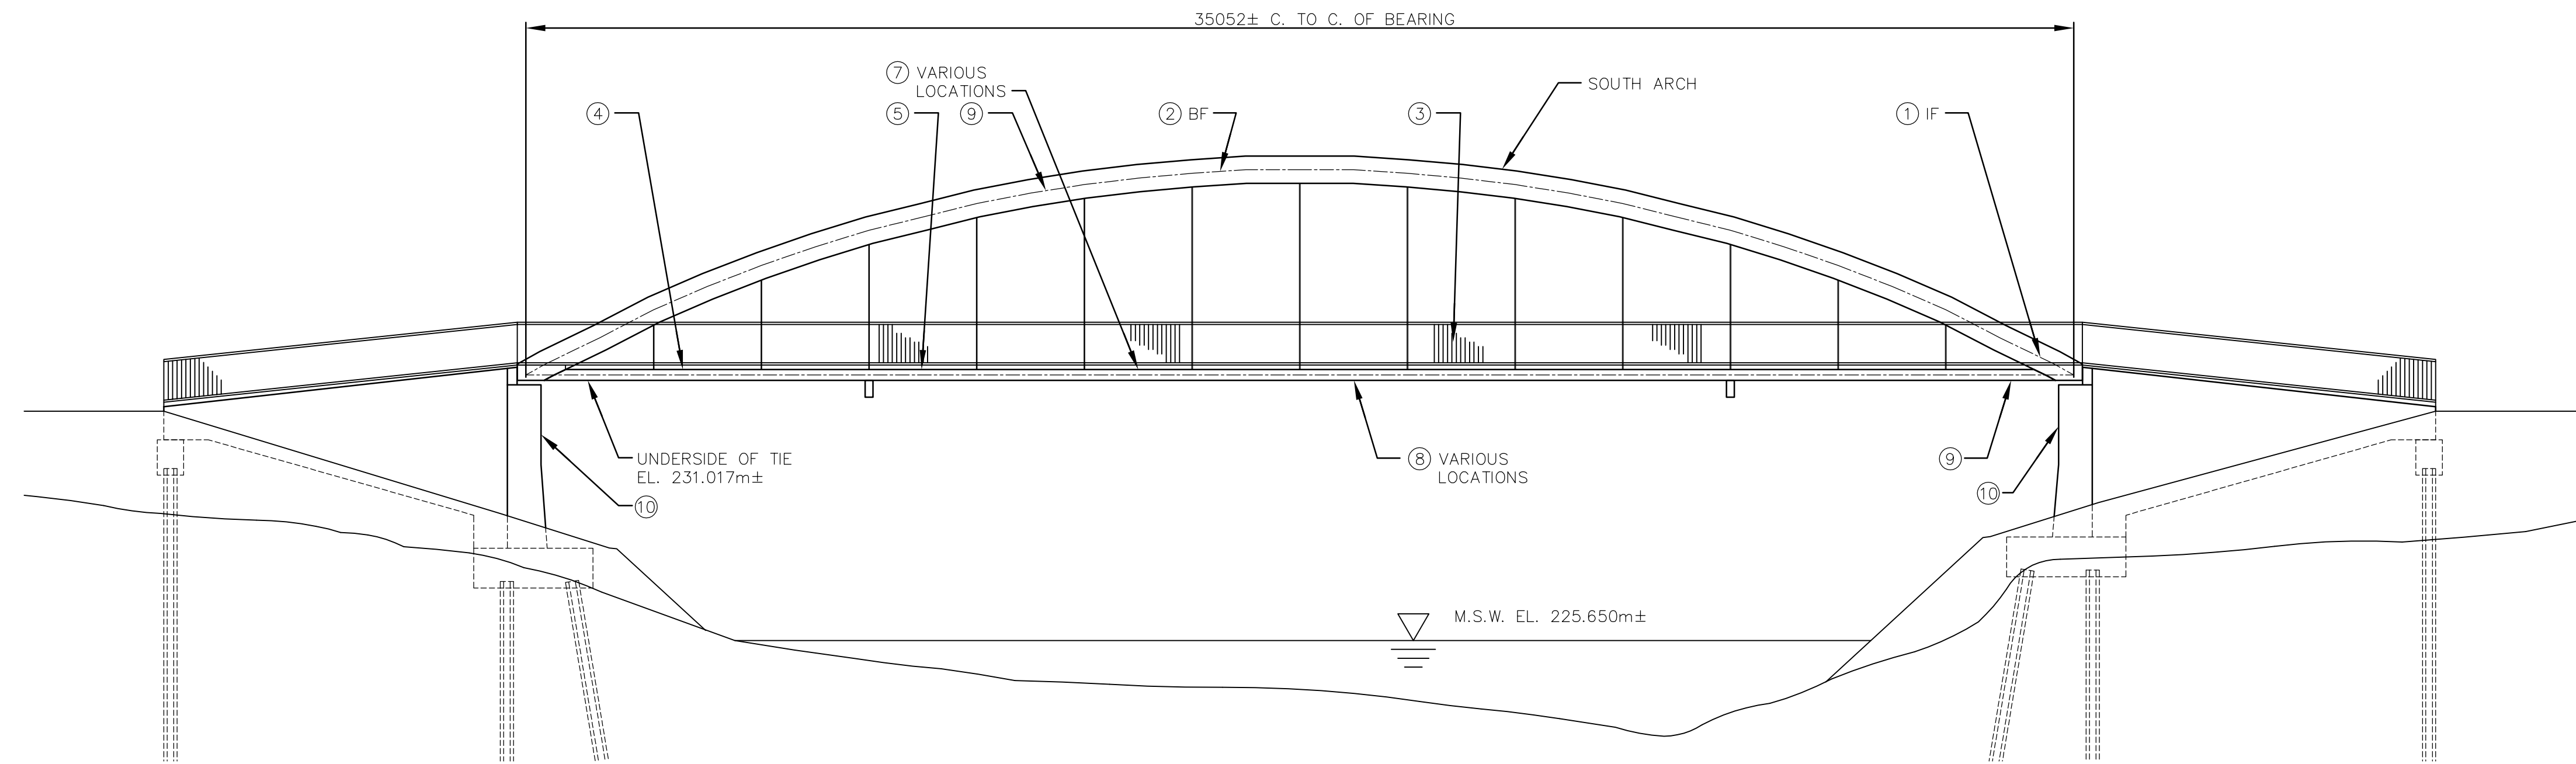 35052± C. TO C. OF BEARING
7 VARIOUS
LOCATIONS
SOUTH ARCH
4
5
9
2 BF
3
1 IF
UNDERSIDE OF TIE
EL. 231.017m±
10
8 VARIOUS
LOCATIONS
9
10
M.S.W. EL. 225.650m±